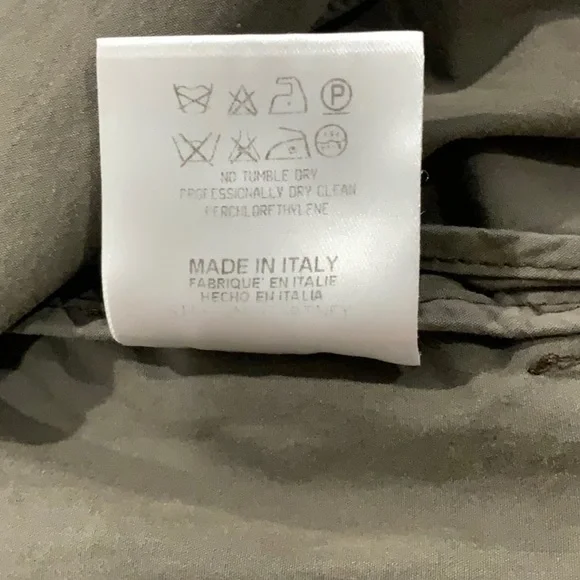 P
NO TUMBLE DRY
PROFESSIONALLY DRY CLEAN
PERCHLORETHYLENE
MADE IN ITALY
FABRIQUE' EN ITALIE
HECHO EN ITALIA